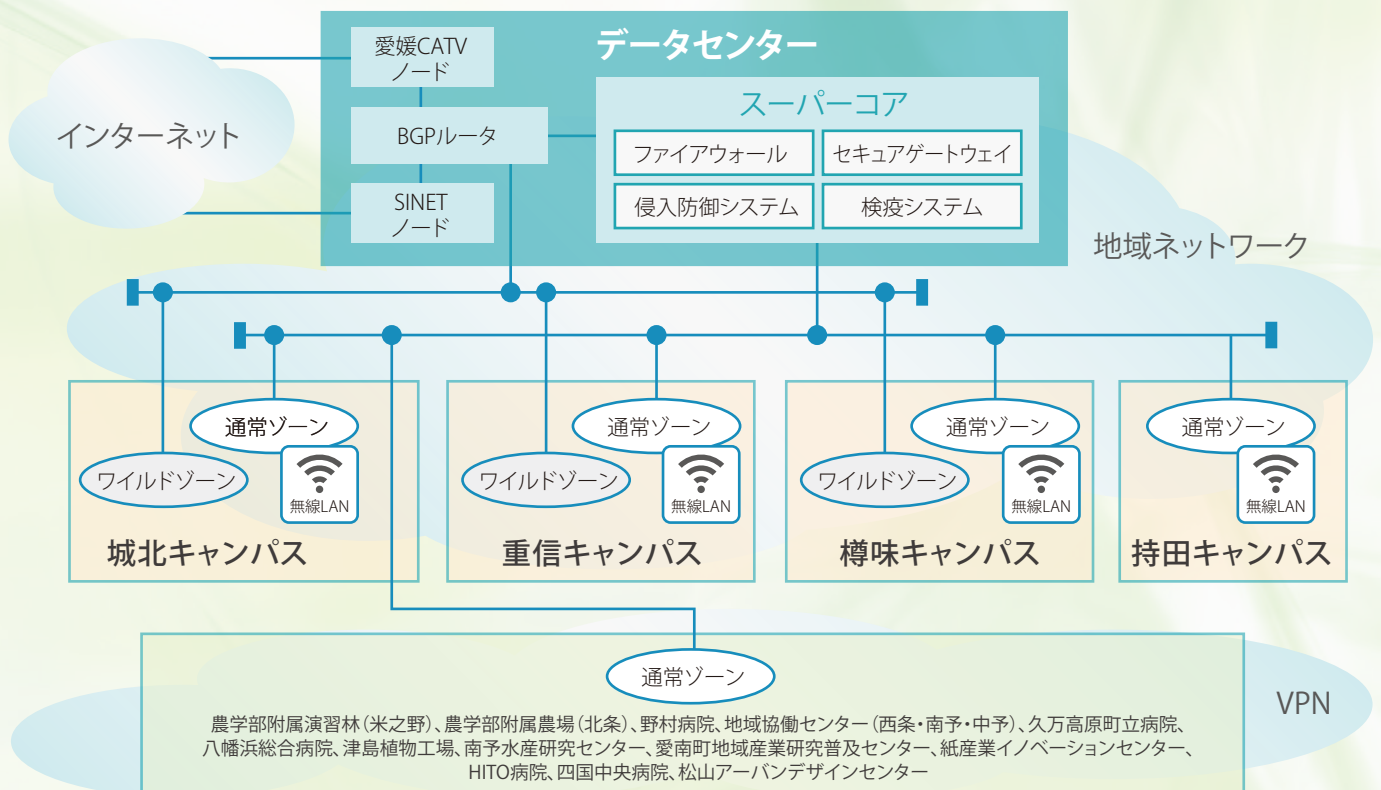 愛媛CATV
ノード
データセンター
スーパーコア
インターネット
BGPルータ
ファイアウォール
セキュアゲートウェイ
SINET
ノード
侵入防御システム
検疫システム
地域ネットワーク
通常ゾーン
ワイルドゾーン
無線LAN
城北キャンパス
通常ゾーン
ワイルドゾーン
無線LAN
重信キャンパス
通常ゾーン
ワイルドゾーン
無線LAN
樽味キャンパス
通常ゾーン
無線LAN
持田キャンパス
通常ゾーン
VPN
農学部附属演習林(米之野)、農学部附属農場(北条)、野村病院、地域協働センター(西条・南予・中予)、久万高原町立病院、
八幡浜総合病院、津島植物工場、南予水産研究センター、愛南町地域産業研究普及センター、紙産業イノベーションセンター、
HITO病院、四国中央病院、松山アーバンデザインセンター